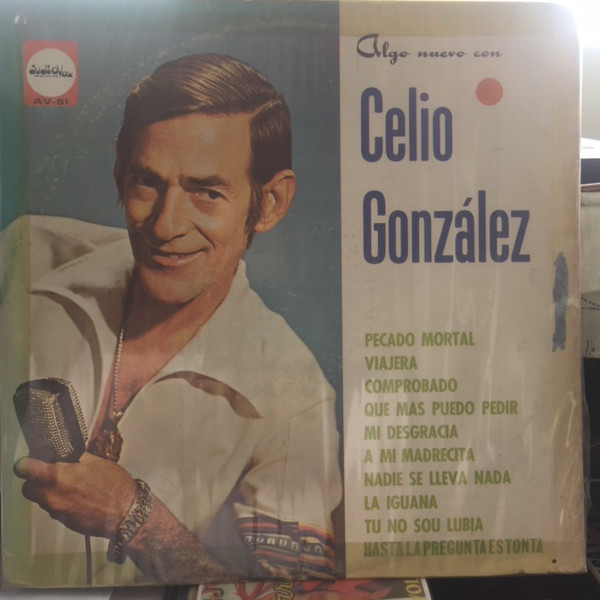 AudioVox
AV-51
Algo nuevo con
Celio
González
PECADO MORTAL
VIAJERA
COMPROBADO
QUE MAS PUEDO PEDIR
MI DESGRACIA
A MI MADRECITA
NADIE SE LLEVA NADA
LA IGUANA
TU NO SOU LUBIA
HASTA LA PREGUNTA ES TONTA